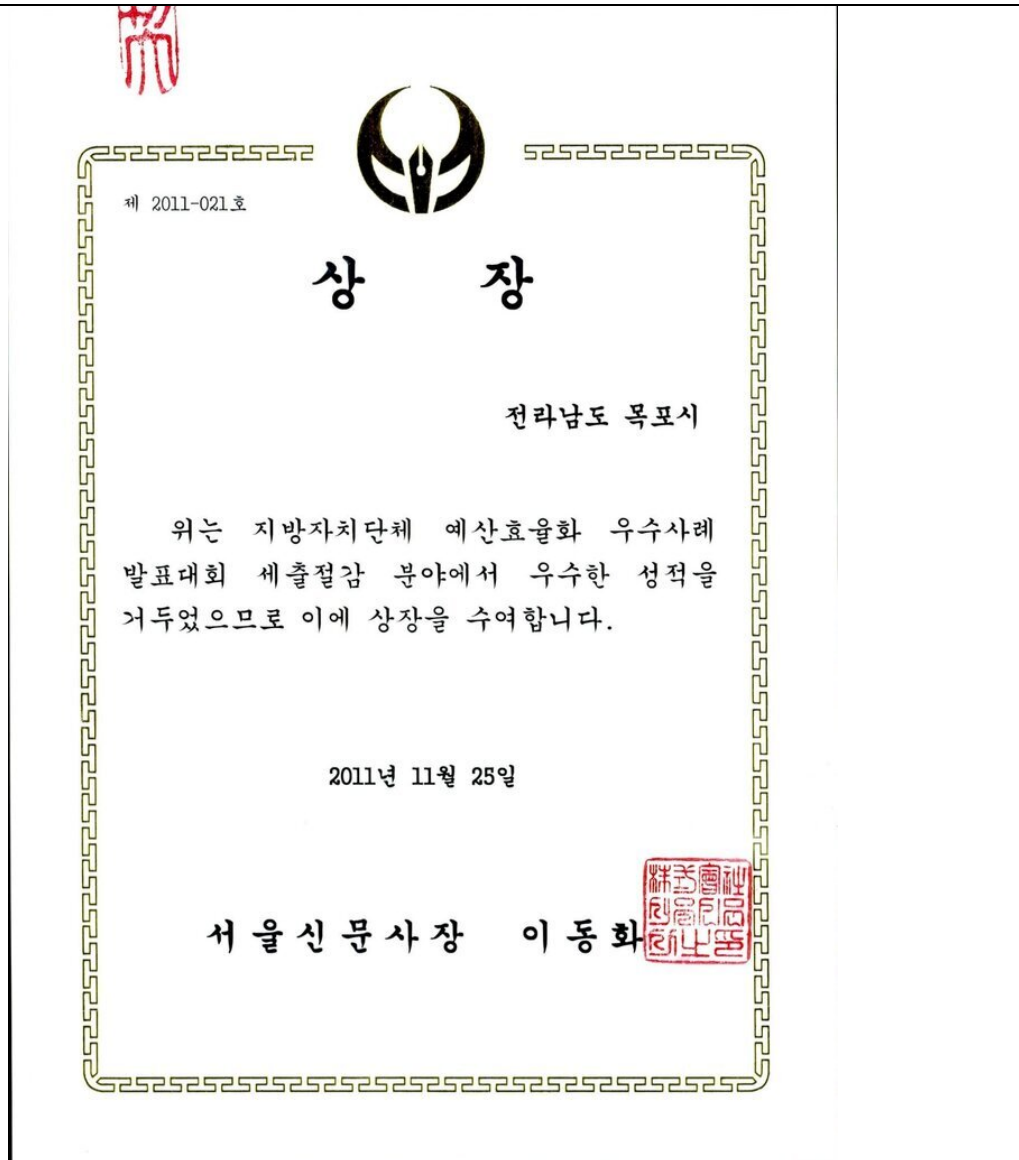 제 2011-021호
상 장
전라남도 목포시
위는 지방자치단체 예산효율화 우수사례
발표대회 세출절감 분야에서 우수한 성적을
거두었으므로 이에 상장을 수여합니다.
2011년 11월 25일
서울신문사장 이동화